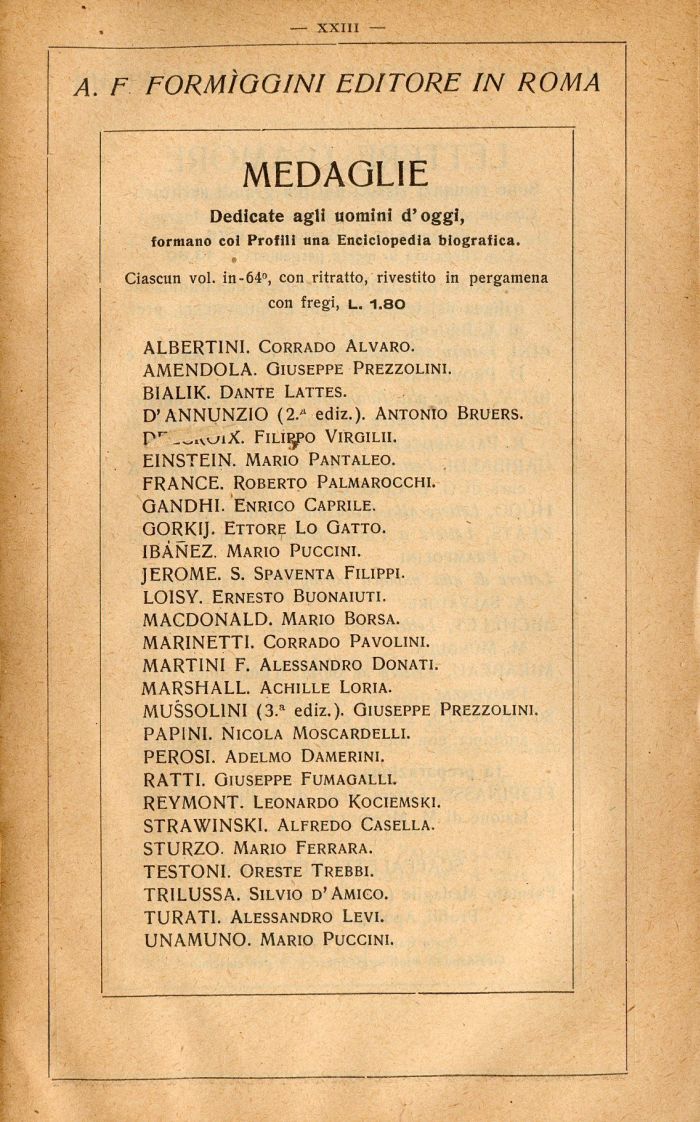 — XXIII —
A. F. FORMÌGGINI EDITORE IN ROMA
MEDAGLIE
Dedicate agli uomini d'oggi,
formano coi Profili una Enciclopedia biografica.
Ciascun vol. in-64º, con ritratto, rivestito in pergamena
con fregi, L. 1.80
ALBERTINI. Corrado Alvaro.
AMENDOLA. Giuseppe Prezzolini.
BIALIK. Dante Lattes.
D'ANNUNZIO (2.ª ediz.). Antonio Bruers.
DELCROIX. Filippo Virgilii.
EINSTEIN. Mario Pantaleo.
FRANCE. Roberto Palmarocchi.
GANDHI. Enrico Caprile.
GORKIJ. Ettore Lo Gatto.
IBÁÑEZ. Mario Puccini.
JEROME. S. Spaventa Filippi.
LOISY. Ernesto Buonaiuti.
MACDONALD. Mario Borsa.
MARINETTI. Corrado Pavolini.
MARTINI F. Alessandro Donati.
MARSHALL. Achille Loria.
MUSSOLINI (3.ª ediz.). Giuseppe Prezzolini.
PAPINI. Nicola Moscardelli.
PEROSI. Adelmo Damerini.
RATTI. Giuseppe Fumagalli.
REYMONT. Leonardo Kociemski.
STRAWINSKI. Alfredo Casella.
STURZO. Mario Ferrara.
TESTONI. Oreste Trebbi.
TRILUSSA. Silvio d'Amico.
TURATI. Alessandro Levi.
UNAMUNO. Mario Puccini.